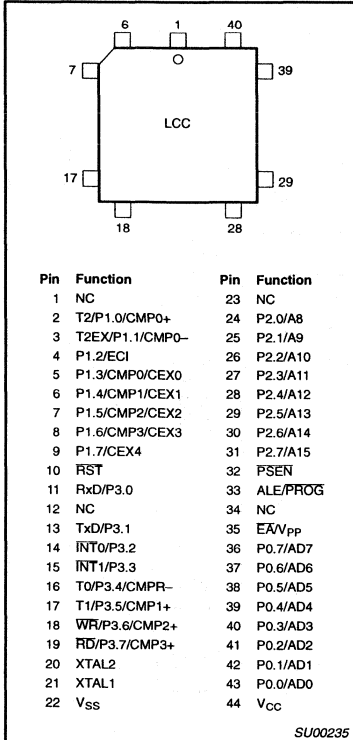 6 1 40
7 39
LCC
17 29
18 28
Pin Function Pin Function
1 NC 23 NC
2 T2/P1.0/CMP0+ 24 P2.0/A8
3 T2EX/P1.1/CMP0– 25 P2.1/A9
4 P1.2/ECI 26 P2.2/A10
5 P1.3/CMP0/CEX0 27 P2.3/A11
6 P1.4/CMP1/CEX1 28 P2.4/A12
7 P1.5/CMP2/CEX2 29 P2.5/A13
8 P1.6/CMP3/CEX3 30 P2.6/A14
9 P1.7/CEX4 31 P2.7/A15
10 R̅S̅T̅ 32 P̅S̅E̅N̅
11 RxD/P3.0 33 ALE/P̅R̅O̅G̅
12 NC 34 NC
13 TxD/P3.1 35 E̅A̅/VPP
14 I̅N̅T̅0/P3.2 36 P0.7/AD7
15 I̅N̅T̅1/P3.3 37 P0.6/AD6
16 T0/P3.4/CMPR– 38 P0.5/AD5
17 T1/P3.5/CMP1+ 39 P0.4/AD4
18 W̅R̅/P3.6/CMP2+ 40 P0.3/AD3
19 R̅D̅/P3.7/CMP3+ 41 P0.2/AD2
20 XTAL2 42 P0.1/AD1
21 XTAL1 43 P0.0/AD0
22 VSS 44 VCC
SU00235